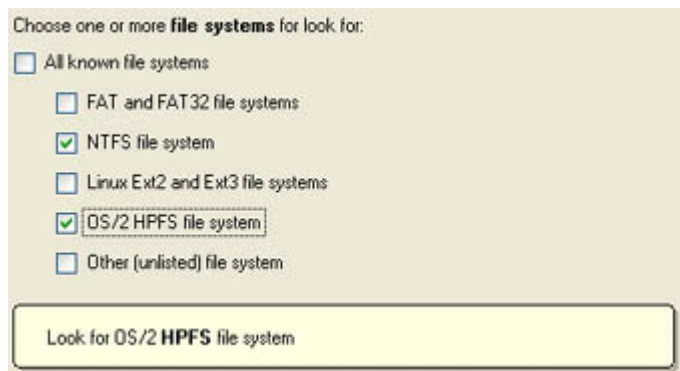 Choose one or more file systems for look for:
All known file systems
FAT and FAT32 file systems
NTFS file system
Linux Ext2 and Ext3 file systems
OS/2 HPFS file system
Other (unlisted) file system
Look for OS/2 HPFS file system